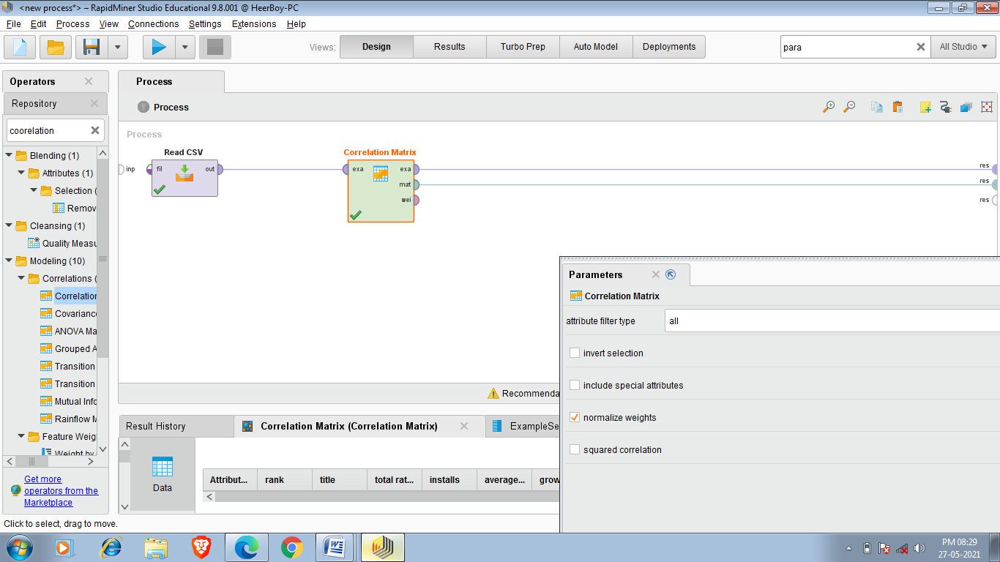 <new process*> – RapidMiner Studio Educational 9.8.001 @ HeerBoy-PC
File Edit Process View Connections Settings Extensions Help
Views: Design Results Turbo Prep Auto Model Deployments para All Studio
Operators
Process
Repository
Process
coorelation
Process
Blending (1)
Attributes (1)
Selection (
Remov
Cleansing (1)
Quality Measu
Modeling (10)
Correlations (
Correlation
Covariance
ANOVA Ma
Grouped A
Transition
Transition
Mutual Info
Rainflow M
Feature Weig
Weight by
Get more
operators from the
Marketplace
Read CSV
inp fil out
Correlation Matrix
exa exa
mat
wei
res
res
res
Recommenda
Result History Correlation Matrix (Correlation Matrix) ExampleSe
Data
Attribut... rank title total rat... installs average... grow
Parameters
Correlation Matrix
attribute filter type all
invert selection
include special attributes
normalize weights
squared correlation
Click to select, drag to move.
PM 08:29
27-05-2021